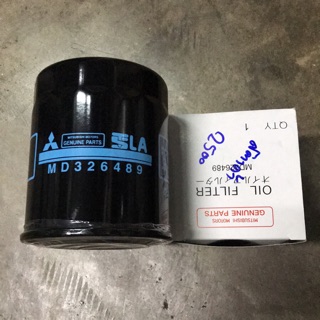 MITSUBISHI MOTORS
GENUINE PARTS
SLA
MD326489
QTY 1
OIL FILTER
オイルフィルター
MD326489
MITSUBISHI MOTORS
GENUINE PARTS
2500